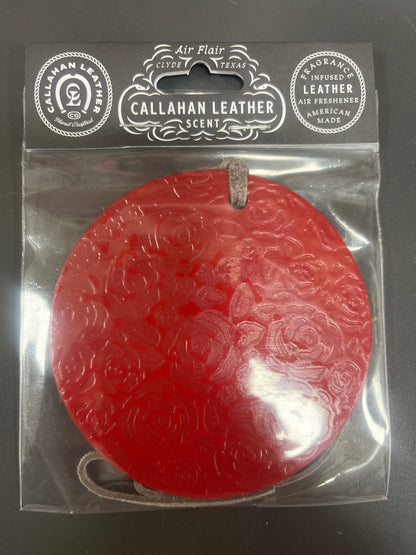 CALLAHAN LEATHER
CL
CO
Hand Crafted
Air Flair
CLYDE TEXAS
CALLAHAN LEATHER
SCENT
FRAGRANCE
INFUSED
LEATHER
AIR FRESHENER
AMERICAN
MADE